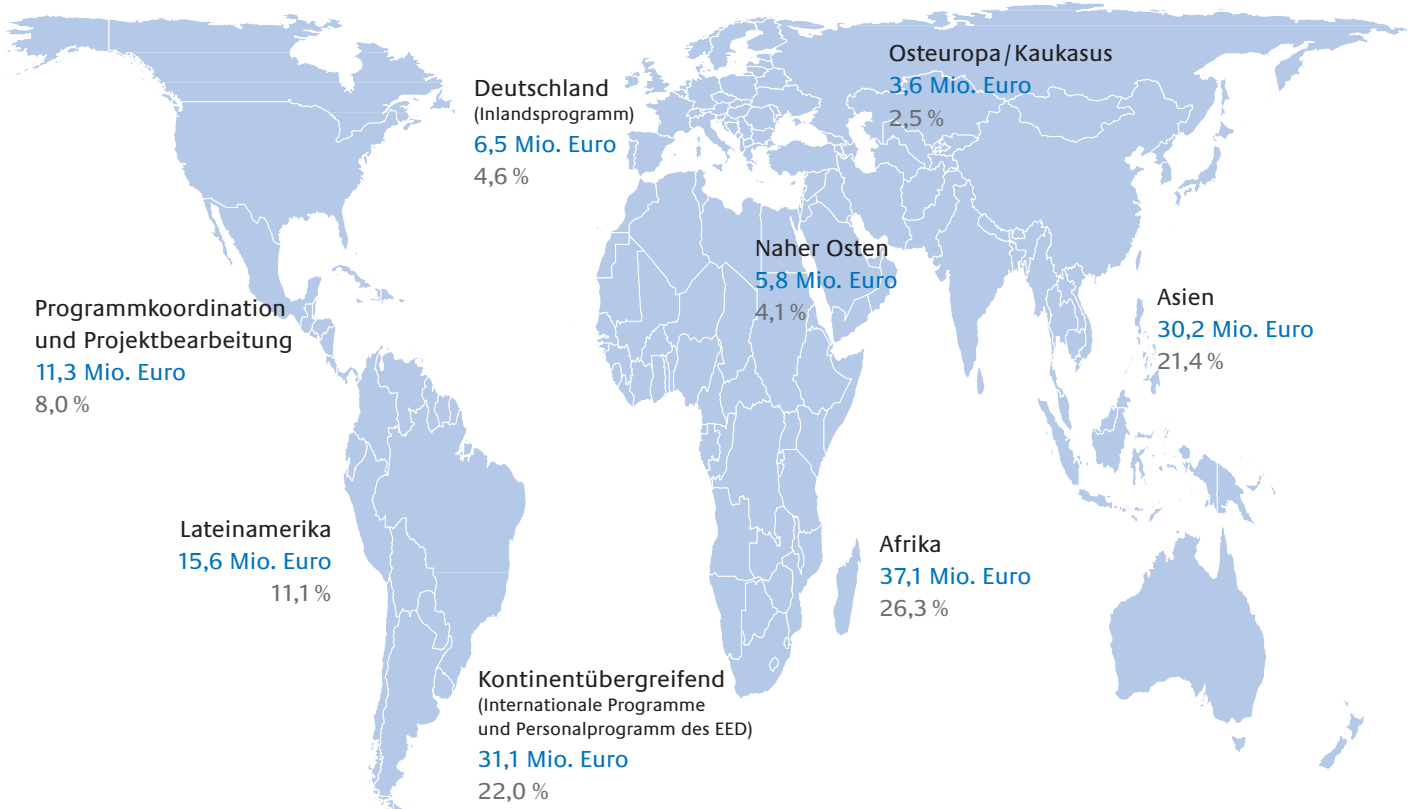 Osteuropa/Kaukasus
3,6 Mio. Euro
2,5 %
Deutschland
(Inlandsprogramm)
6,5 Mio. Euro
4,6 %
Naher Osten
5,8 Mio. Euro
4,1 %
Asien
30,2 Mio. Euro
21,4 %
Programmkoordination
und Projektbearbeitung
11,3 Mio. Euro
8,0 %
Lateinamerika
15,6 Mio. Euro
11,1 %
Afrika
37,1 Mio. Euro
26,3 %
Kontinentübergreifend
(Internationale Programme
und Personalprogramm des EED)
31,1 Mio. Euro
22,0 %